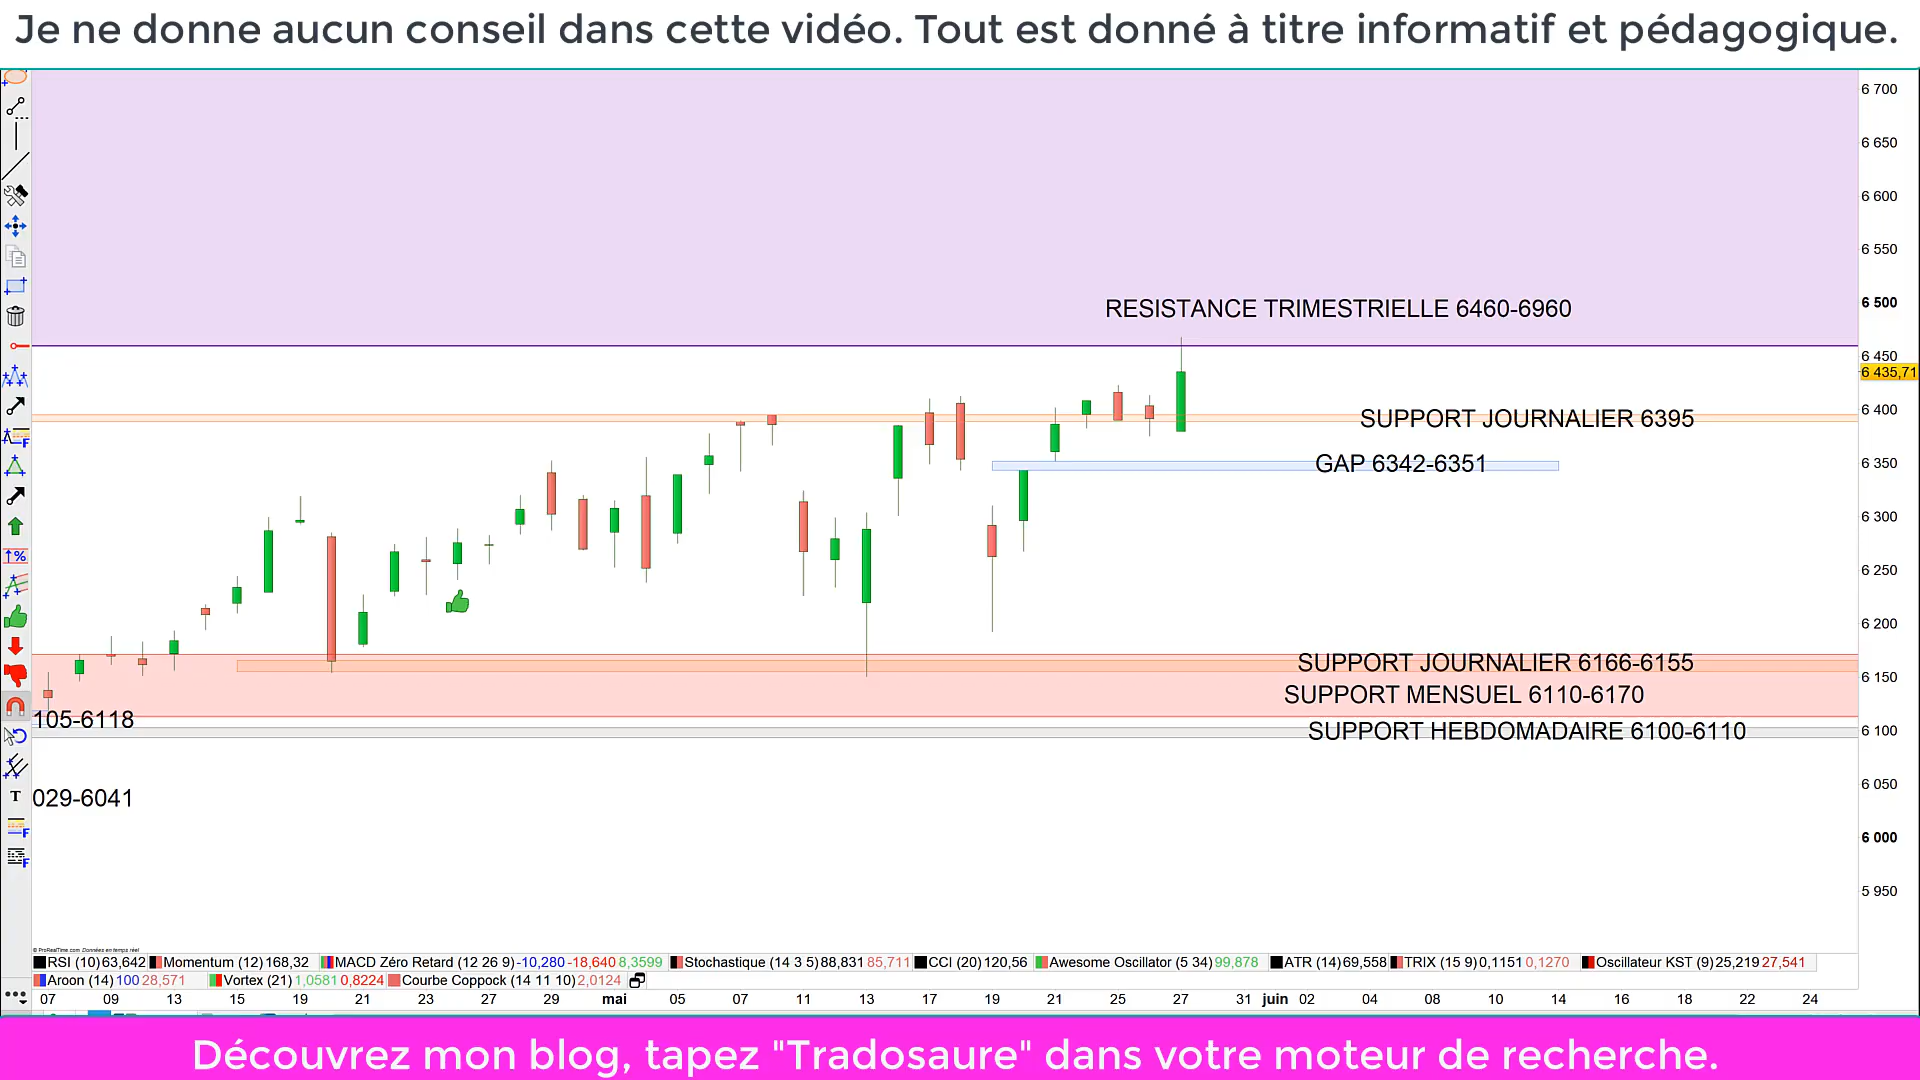 Je ne donne aucun conseil dans cette vidéo. Tout est donné à titre informatif et pédagogique.
6 700
6 650
6 600
6 550
RESISTANCE TRIMESTRIELLE 6460-6960
6 500
6 450
6 435,71
6 400
SUPPORT JOURNALIER 6395
GAP 6342-6351
6 350
6 300
6 250
6 200
SUPPORT JOURNALIER 6166-6155
6 150
SUPPORT MENSUEL 6110-6170
105-6118
SUPPORT HEBDOMADAIRE 6100-6110
6 100
6 050
029-6041
6 000
5 950
© ProRealTime.com Données en temps réel
RSI (10) 63,642 Momentum (12) 168,32 MACD Zéro Retard (12 26 9) -10,280 -18,640 8,3599 Stochastique (14 3 5) 88,831 85,711 CCI (20) 120,56 Awesome Oscillator (5 34) 99,878 ATR (14) 69,558 TRIX (15 9) 0,1151 0,1270 Oscillateur KST (9) 25,219 27,541
Aroon (14) 100 28,571 Vortex (21) 1,0581 0,8224 Courbe Coppock (14 11 10) 2,0124
07 09 13 15 19 21 23 27 29 mai 05 07 11 13 17 19 21 25 27 31 juin 02 04 08 10 14 16 18 22 24
Découvrez mon blog, tapez "Tradosaure" dans votre moteur de recherche.